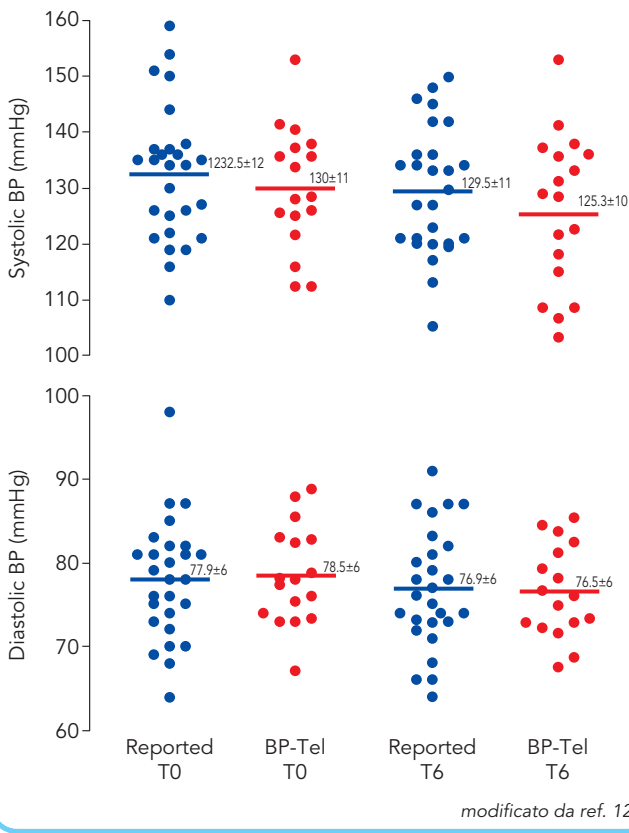 Systolic BP (mmHg)
160
150
140
130
120
110
100
1232.5±12
130±11
129.5±11
125.3±10
Diastolic BP (mmHg)
100
90
80
70
60
77.9±6
78.5±6
76.9±6
76.5±6
Reported
T0
BP-Tel
T0
Reported
T6
BP-Tel
T6
modificato da ref. 12